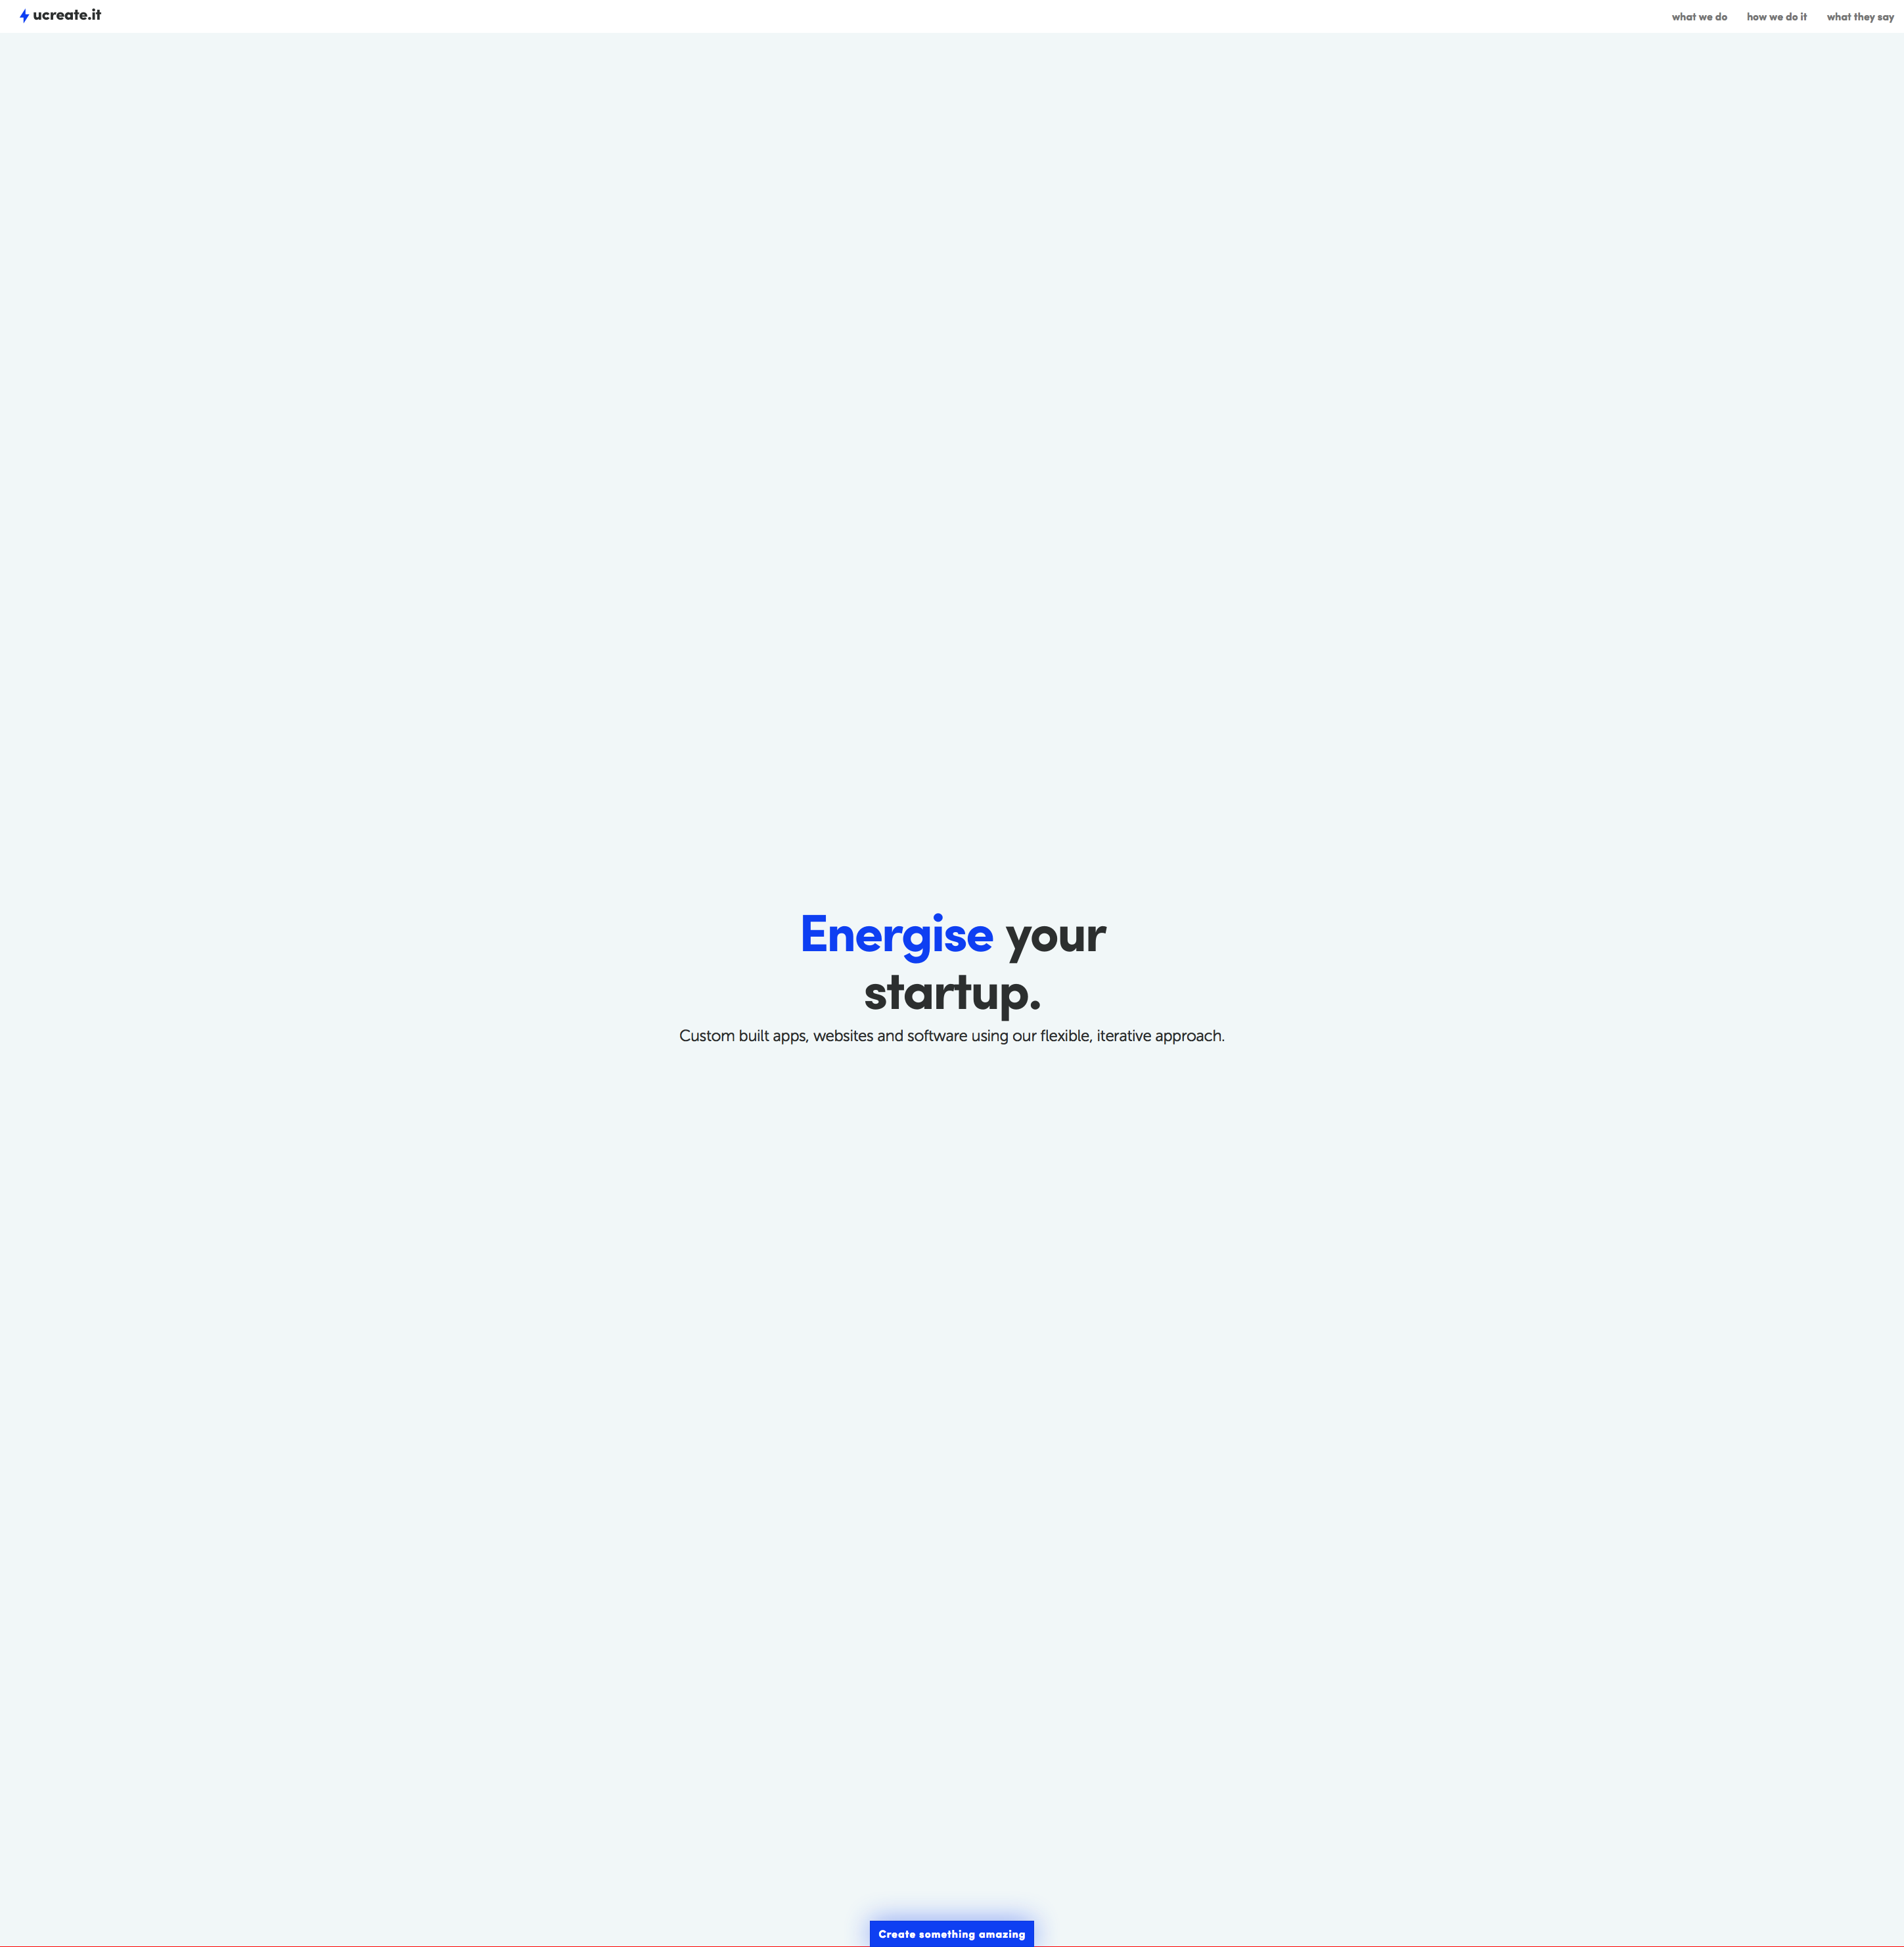 ucreate.it
what we do
how we do it
what they say
Energise your
startup.
Custom built apps, websites and software using our flexible, iterative approach.
Create something amazing